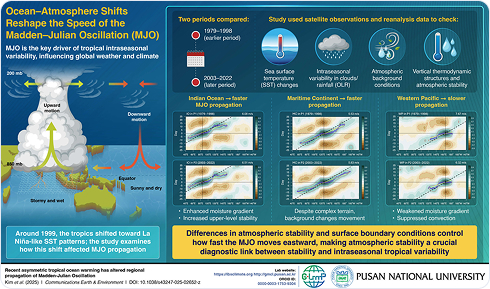 Ocean–Atmosphere Shifts
Reshape the Speed of the
Madden–Julian Oscillation (MJO)
MJO is the key driver of tropical intraseasonal
variability, influencing global weather and climate
200 mb
Upward
motion
Downward
motion
850 mb
Equator
Stormy and wet
Sunny and dry
Around 1999, the tropics shifted toward La
Niña-like SST patterns; the study examines
how this shift affected MJO propagation
Two periods compared:
1979–1998
(earlier period)
2003–2022
(later period)
Study used satellite observations and reanalysis data to check:
Sea surface
temperature
(SST) changes
Intraseasonal
variability in clouds/
rainfall (OLR)
Atmospheric
background
conditions
Vertical thermodynamic
structures and
atmospheric stability
Indian Ocean → faster
MJO propagation
Maritime Continent → faster
propagation
Western Pacific → slower
propagation
• Enhanced moisture gradient
• Increased upper-level stability
• Despite complex terrain,
background changes movement
• Weakened moisture gradient
• Suppressed convection
Differences in atmospheric stability and surface boundary conditions control
how fast the MJO moves eastward, making atmospheric stability a crucial
diagnostic link between stability and intraseasonal tropical variability
Recent asymmetric tropical ocean warming has altered regional
propagation of Madden-Julian Oscillation
Kim et al. (2025) | Communications Earth & Environment | DOI: 10.1038/s43247-025-02652-z
Lab website:
ORCID ID:
PUSAN NATIONAL UNIVERSITY